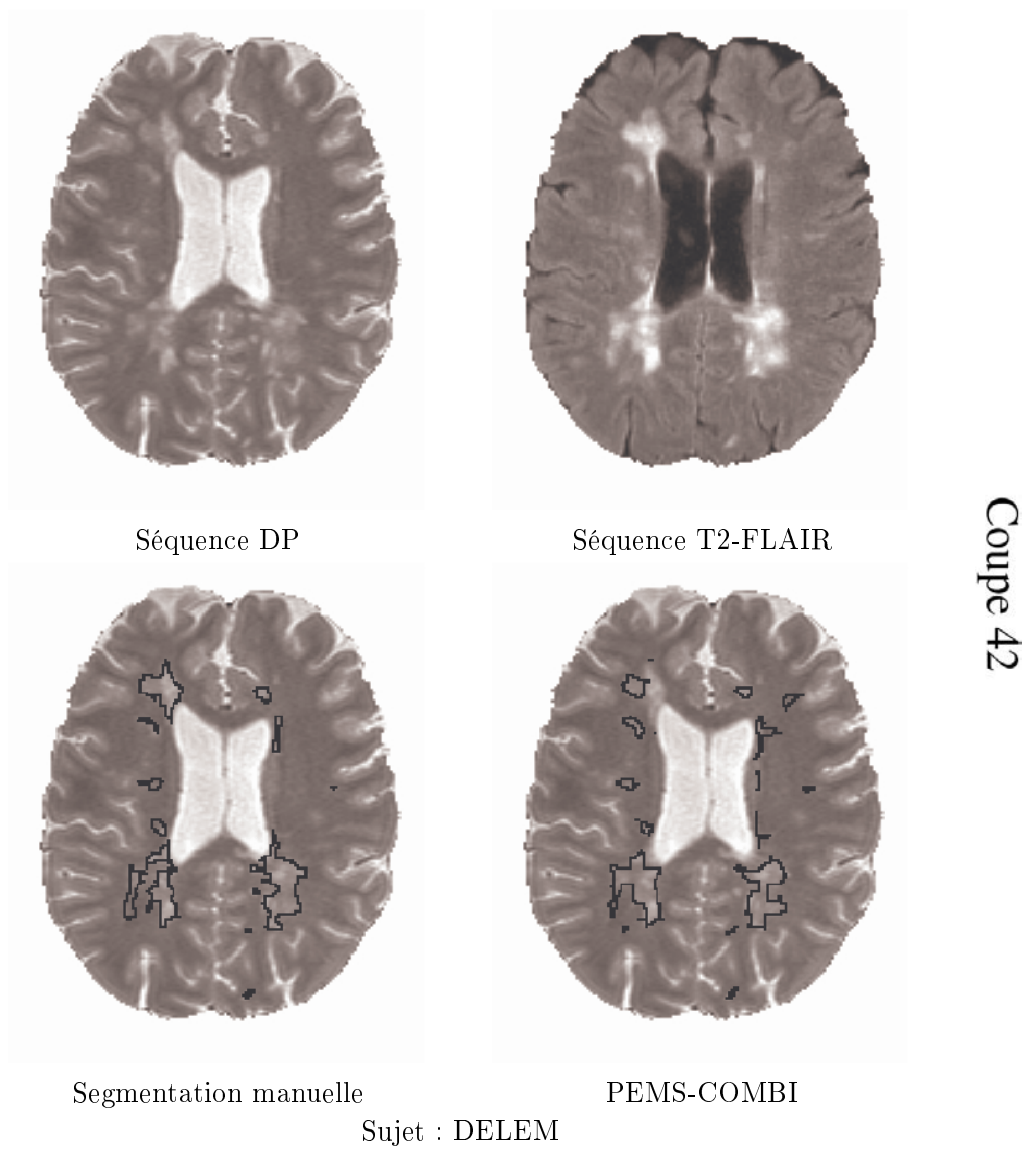 Séquence DP
Séquence T2-FLAIR
Coupe 42
Segmentation manuelle
PEMS-COMBI
Sujet : DELEM